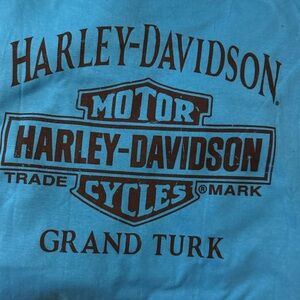 HARLEY-DAVIDSON
MOTOR
HARLEY-DAVIDSON
TRADE ® MARK
CYCLES
GRAND TURK